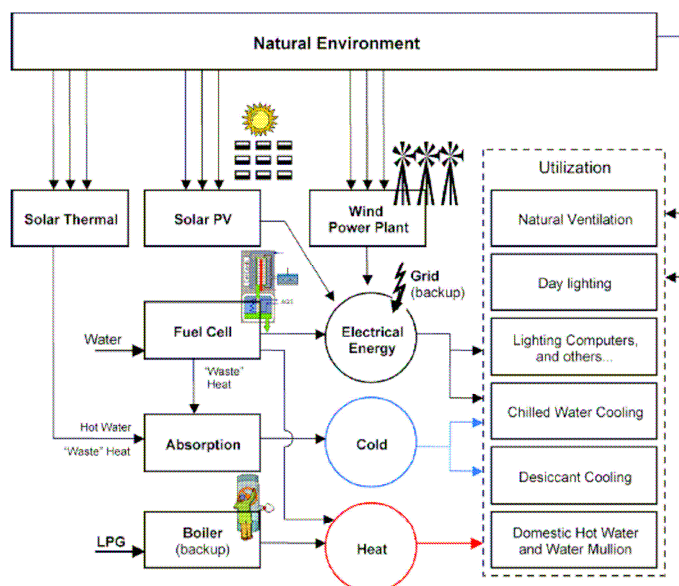 Natural Environment
Utilization
Solar Thermal
Solar PV
Wind
Power Plant
Natural Ventilation
Grid
(backup)
Day lighting
Fuel Cell
Electrical
Energy
Water
Lighting Computers,
and others...
"Waste"
Heat
Chilled Water Cooling
Hot Water
"Waste" Heat
Absorption
Cold
Desiccant Cooling
LPG
Boiler
(backup)
Heat
Domestic Hot Water
and Water Mullion